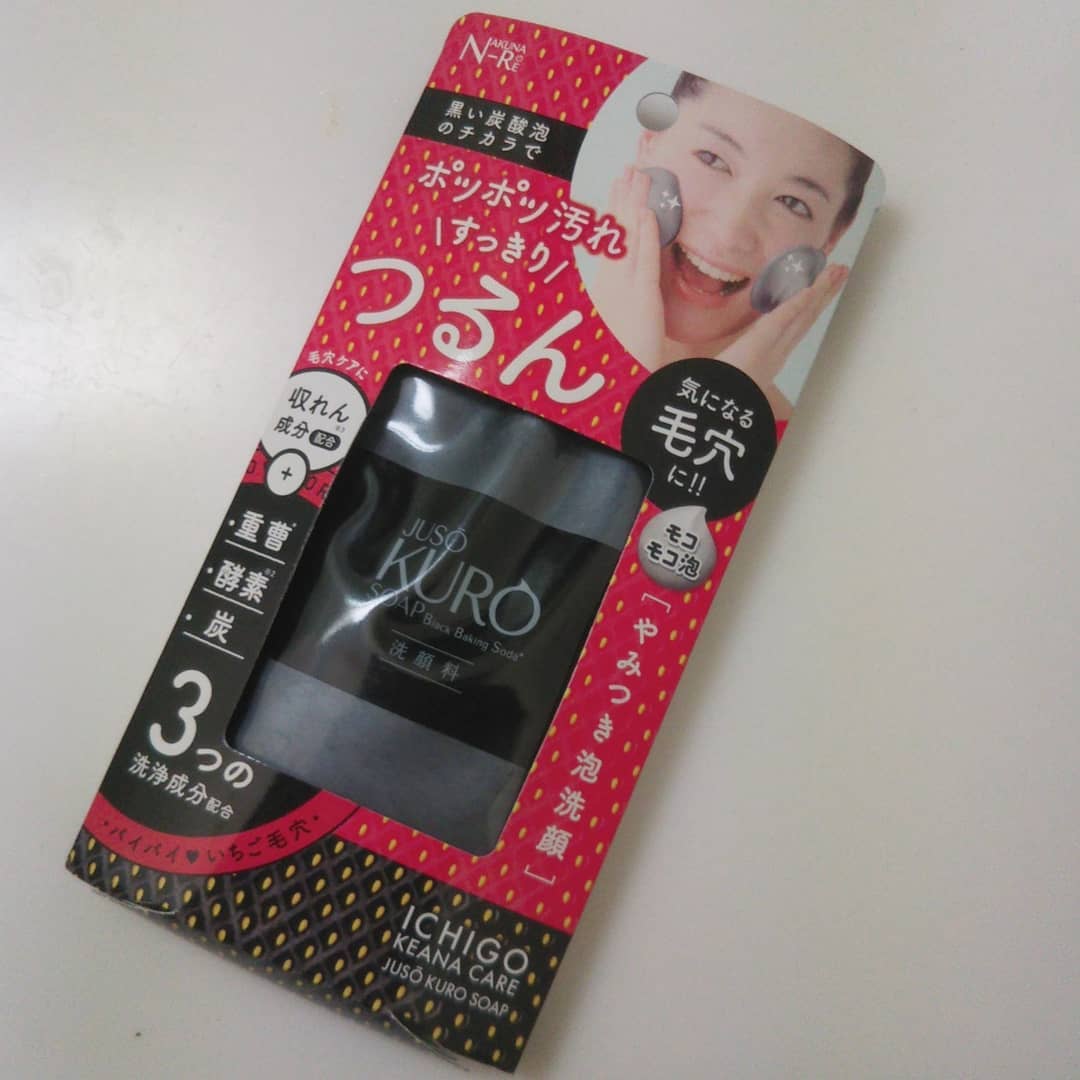 N-RE
NAKUNA
黒い炭酸泡
のチカラで
ポツポツ汚れ
\すっきり/
つるん
気になる
毛穴
に!!
毛穴ケアに
収れん
成分 配合
※3
+
・重曹*
・酵素※2
・炭
3つの
洗浄成分配合
モコ
モコ泡
[やみつき泡洗顔]
JUSŌ
KURO
SOAP Black Baking Soda*
洗顔料
・バイバイ♥いちご毛穴・
ICHIGO
KEANA CARE
JUSŌ KURO SOAP